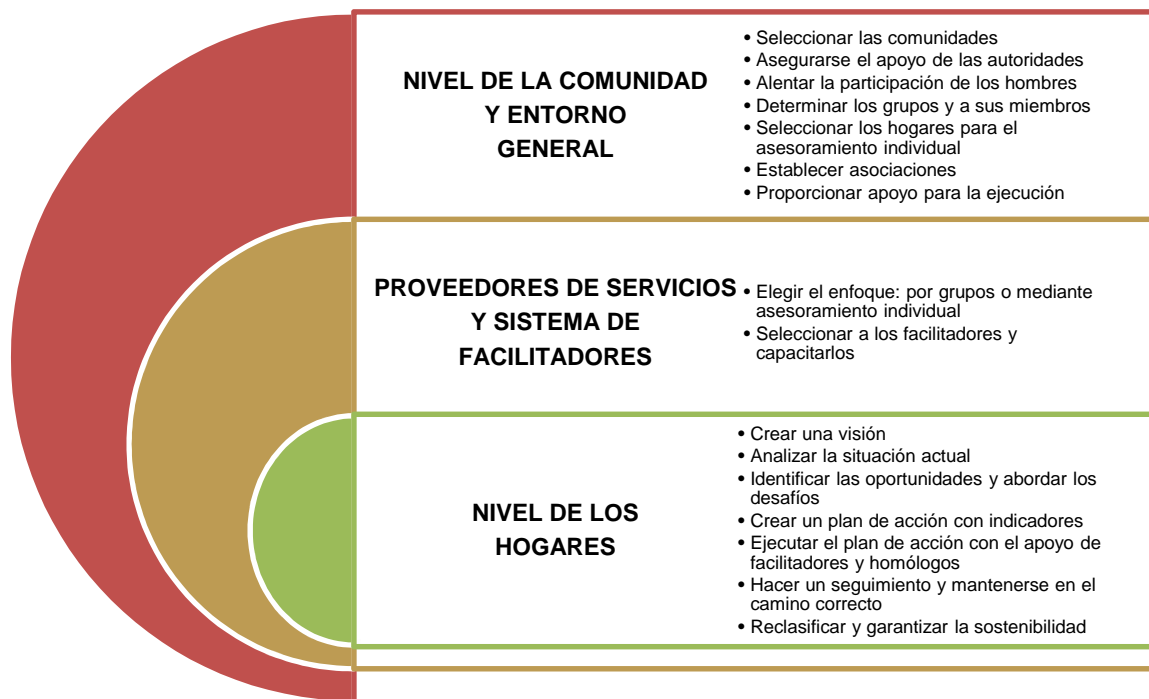 NIVEL DE LA COMUNIDAD
Y ENTORNO
GENERAL
• Seleccionar las comunidades
• Asegurarse el apoyo de las autoridades
• Alentar la participación de los hombres
• Determinar los grupos y a sus miembros
• Seleccionar los hogares para el
asesoramiento individual
• Establecer asociaciones
• Proporcionar apoyo para la ejecución
PROVEEDORES DE SERVICIOS
Y SISTEMA DE
FACILITADORES
• Elegir el enfoque: por grupos o mediante
asesoramiento individual
• Seleccionar a los facilitadores y
capacitarlos
NIVEL DE LOS
HOGARES
• Crear una visión
• Analizar la situación actual
• Identificar las oportunidades y abordar los
desafíos
• Crear un plan de acción con indicadores
• Ejecutar el plan de acción con el apoyo de
facilitadores y homólogos
• Hacer un seguimiento y mantenerse en el
camino correcto
• Reclasificar y garantizar la sostenibilidad